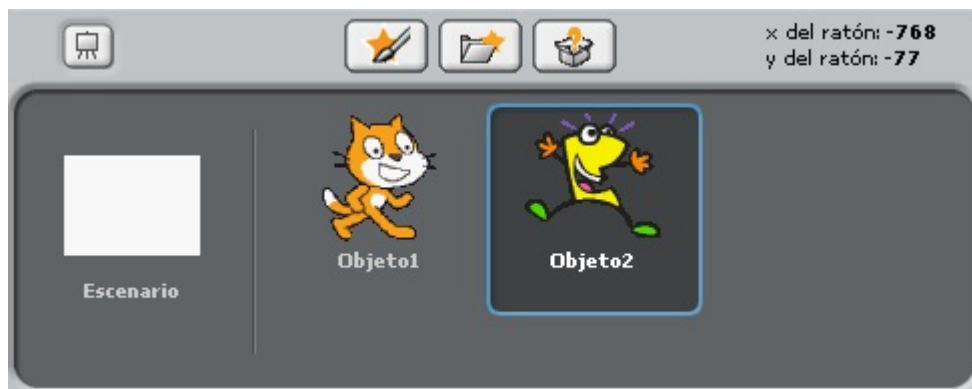 x del ratón: -768
y del ratón: -77
Objeto1
Objeto2
Escenario